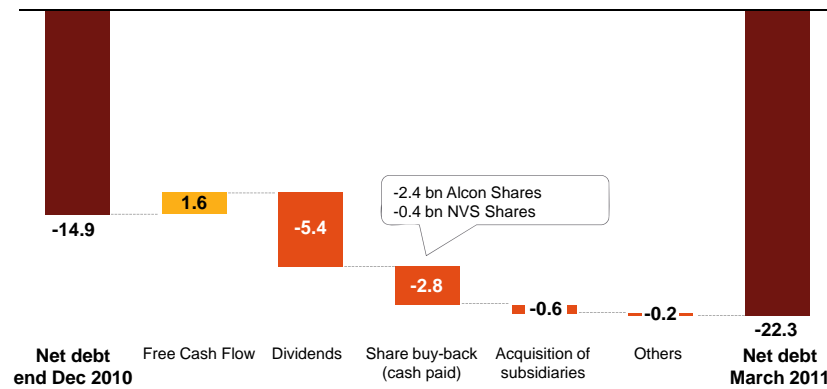 -2.4 bn Alcon Shares
-0.4 bn NVS Shares
1.6
-14.9
-5.4
-2.8
-0.6
-0.2
-22.3
Net debt
end Dec 2010
Free Cash Flow
Dividends
Share buy-back
(cash paid)
Acquisition of
subsidiaries
Others
Net debt
March 2011